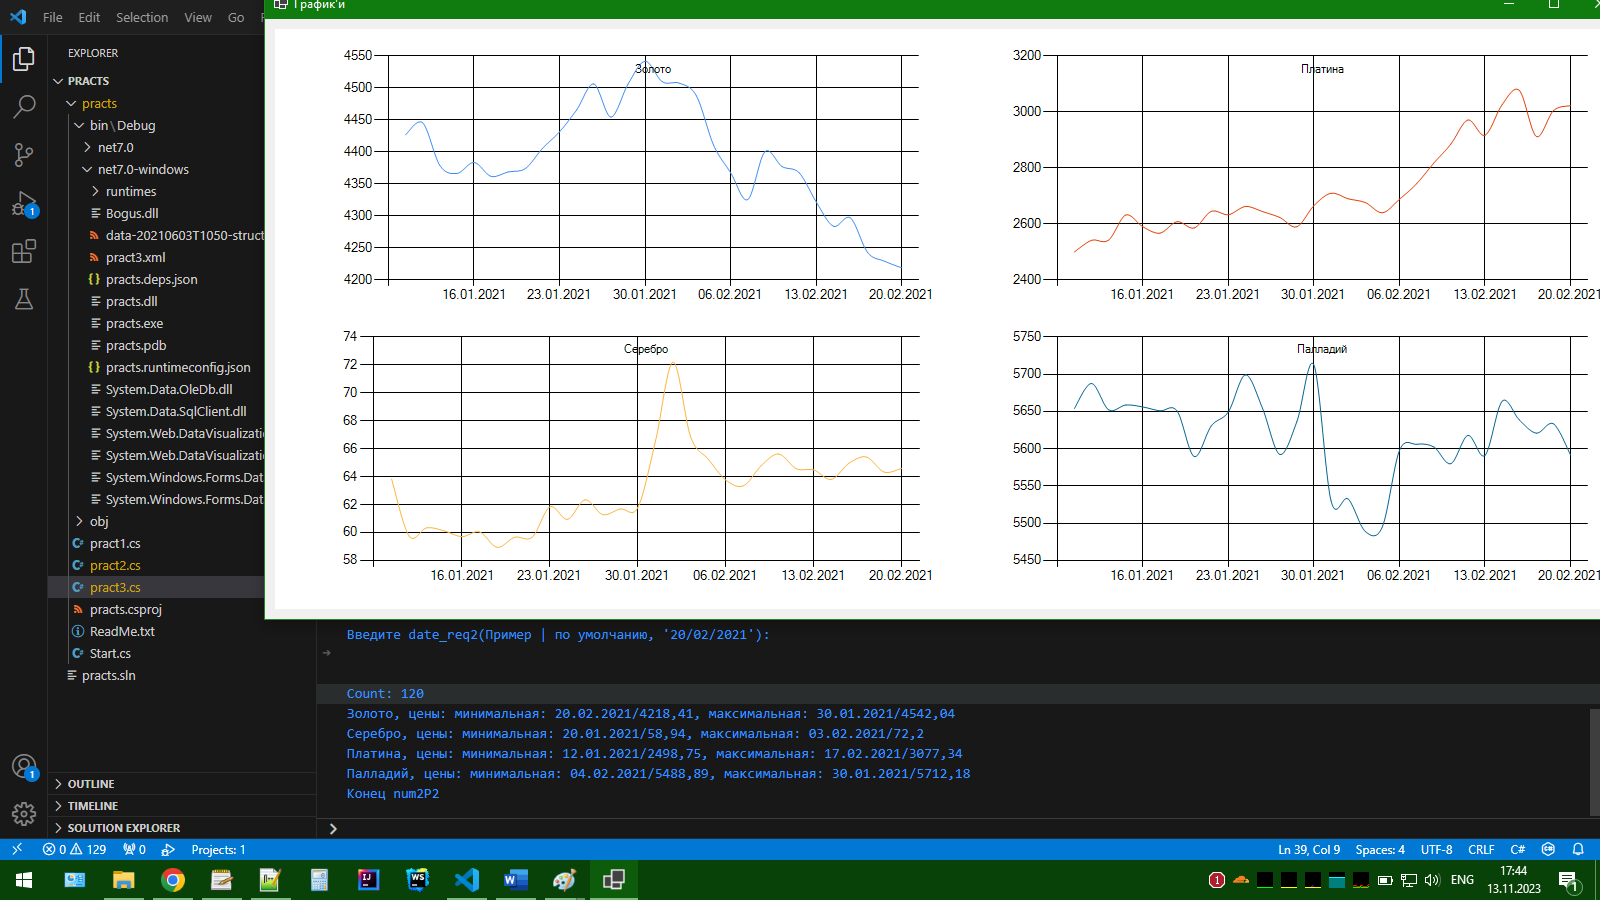 File Edit Selection View Go
График'и
EXPLORER
PRACTS
practs
bin\Debug
net7.0
net7.0-windows
runtimes
Bogus.dll
data-20210603T1050-struct
pract3.xml
practs.deps.json
practs.dll
practs.exe
practs.pdb
practs.runtimeconfig.json
System.Data.OleDb.dll
System.Data.SqlClient.dll
System.Web.DataVisualizati
System.Web.DataVisualizati
System.Windows.Forms.Dat
System.Windows.Forms.Dat
obj
pract1.cs
pract2.cs
pract3.cs
practs.csproj
ReadMe.txt
Start.cs
practs.sln
OUTLINE
TIMELINE
SOLUTION EXPLORER
1
1
Золото
4550
4500
4450
4400
4350
4300
4250
4200
16.01.2021 23.01.2021 30.01.2021 06.02.2021 13.02.2021 20.02.2021
Платина
3200
3000
2800
2600
2400
16.01.2021 23.01.2021 30.01.2021 06.02.2021 13.02.2021 20.02.2021
Серебро
74
72
70
68
66
64
62
60
58
16.01.2021 23.01.2021 30.01.2021 06.02.2021 13.02.2021 20.02.2021
Палладий
5750
5700
5650
5600
5550
5500
5450
16.01.2021 23.01.2021 30.01.2021 06.02.2021 13.02.2021 20.02.2021
Введите date_req2(Пример | по умолчанию, '20/02/2021'):
Count: 120
Золото, цены: минимальная: 20.02.2021/4218,41, максимальная: 30.01.2021/4542,04
Серебро, цены: минимальная: 20.01.2021/58,94, максимальная: 03.02.2021/72,2
Платина, цены: минимальная: 12.01.2021/2498,75, максимальная: 17.02.2021/3077,34
Палладий, цены: минимальная: 04.02.2021/5488,89, максимальная: 30.01.2021/5712,18
Конец num2P2
0 129 0 Projects: 1 Ln 39, Col 9 Spaces: 4 UTF-8 CRLF C#
IJ WS W 1 ENG 17:44
13.11.2023 1